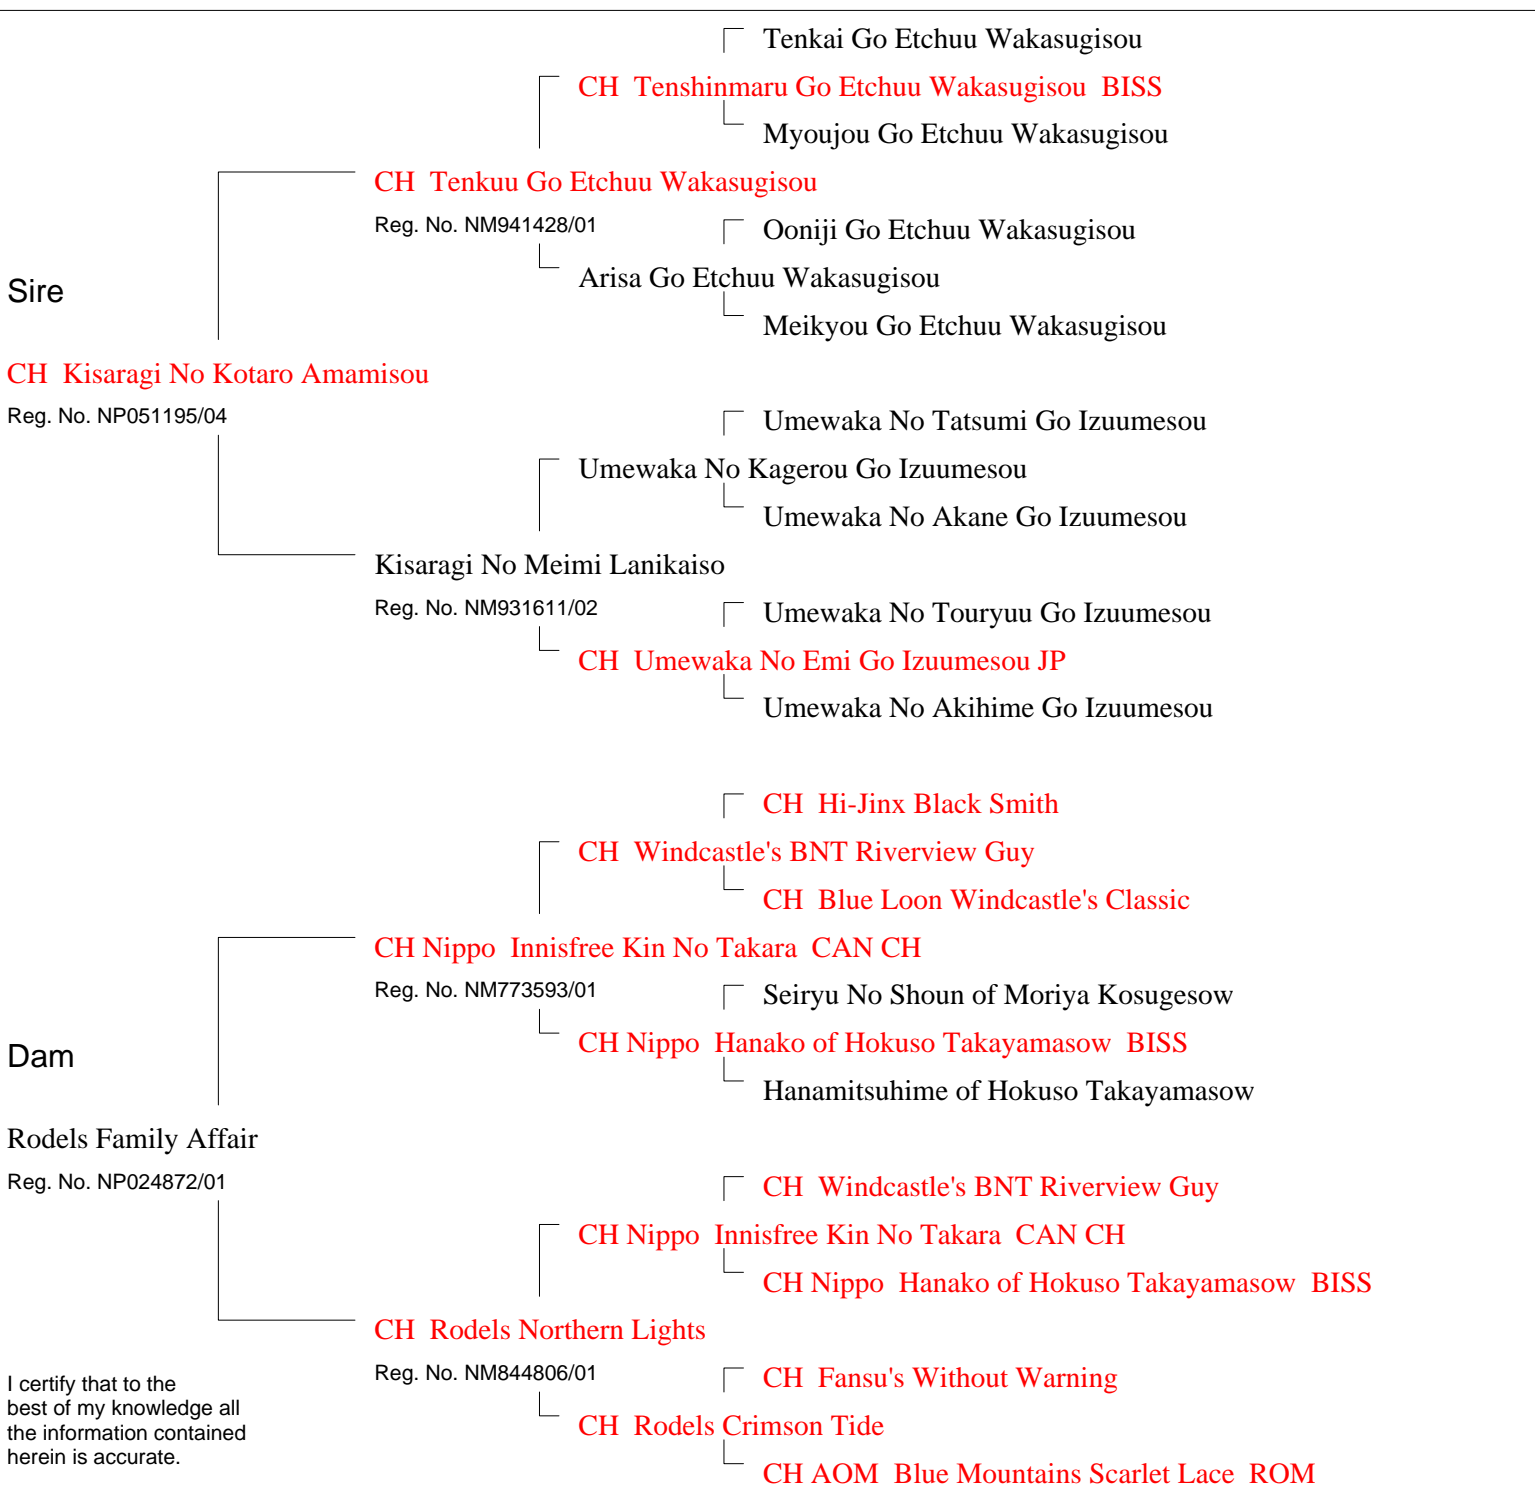 Tenkai Go Etchuu Wakasugisou
CH Tenshinmaru Go Etchuu Wakasugisou BISS
Myoujou Go Etchuu Wakasugisou
CH Tenkuu Go Etchuu Wakasugisou
Reg. No. NM941428/01
Ooniji Go Etchuu Wakasugisou
Arisa Go Etchuu Wakasugisou
Sire
Meikyou Go Etchuu Wakasugisou
CH Kisaragi No Kotaro Amamisou
Reg. No. NP051195/04
Umewaka No Tatsumi Go Izuumesou
Umewaka No Kagerou Go Izuumesou
Umewaka No Akane Go Izuumesou
Kisaragi No Meimi Lanikaiso
Reg. No. NM931611/02
Umewaka No Touryuu Go Izuumesou
CH Umewaka No Emi Go Izuumesou JP
Umewaka No Akihime Go Izuumesou
CH Hi-Jinx Black Smith
CH Windcastle's BNT Riverview Guy
CH Blue Loon Windcastle's Classic
CH Nippo Innisfree Kin No Takara CAN CH
Reg. No. NM773593/01
Seiryu No Shoun of Moriya Kosugesow
CH Nippo Hanako of Hokuso Takayamasow BISS
Dam
Hanamitsuhime of Hokuso Takayamasow
Rodels Family Affair
Reg. No. NP024872/01
CH Windcastle's BNT Riverview Guy
CH Nippo Innisfree Kin No Takara CAN CH
CH Nippo Hanako of Hokuso Takayamasow BISS
CH Rodels Northern Lights
Reg. No. NM844806/01
CH Fansu's Without Warning
CH Rodels Crimson Tide
CH AOM Blue Mountains Scarlet Lace ROM
I certify that to the
best of my knowledge all
the information contained
herein is accurate.